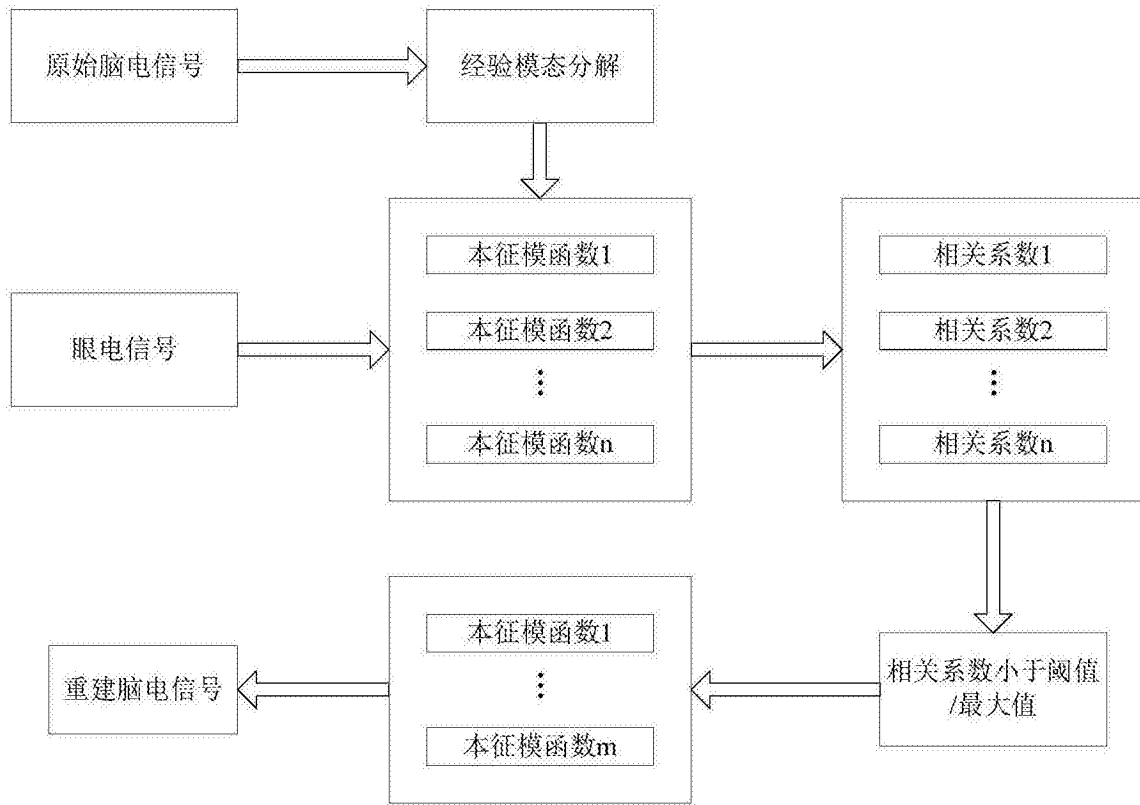 原始脑电信号
经验模态分解
本征模函数1
本征模函数2
⋮
本征模函数n
相关系数1
相关系数2
⋮
相关系数n
眼电信号
相关系数小于阈值
/最大值
本征模函数1
⋮
本征模函数m
重建脑电信号